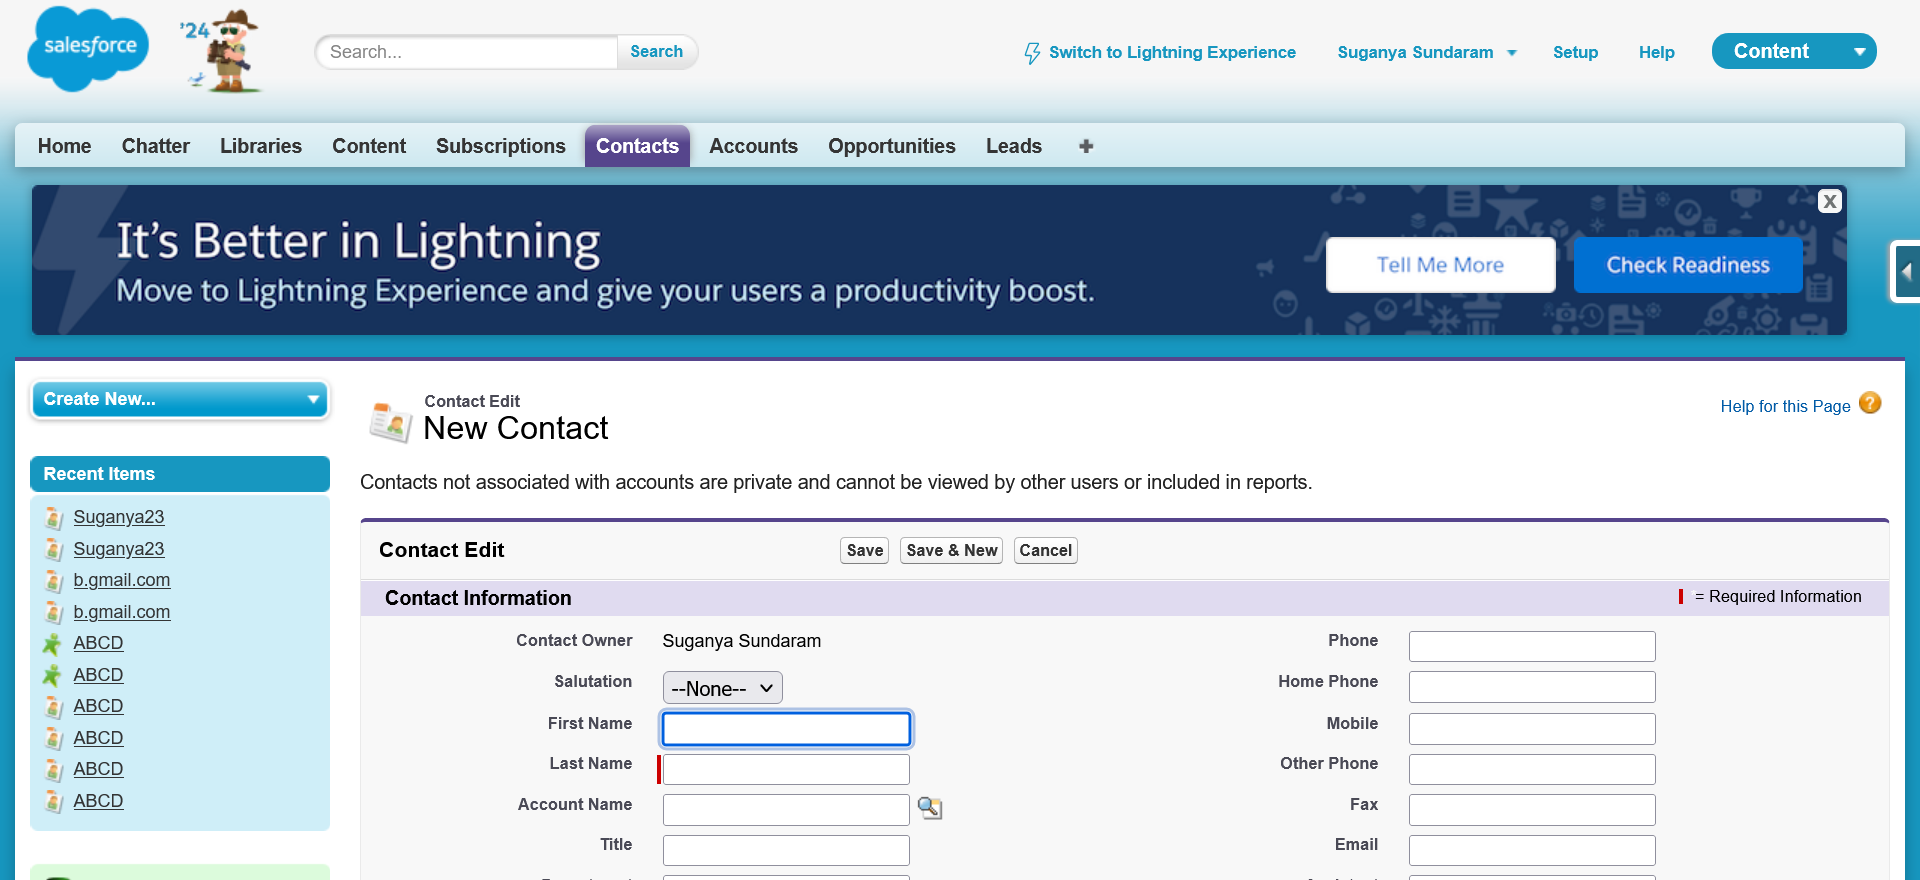 salesforce
'24
Search...
Search
Switch to Lightning Experience
Suganya Sundaram
Setup
Help
Content
Home
Chatter
Libraries
Content
Subscriptions
Contacts
Accounts
Opportunities
Leads
+
It's Better in Lightning
Move to Lightning Experience and give your users a productivity boost.
Tell Me More
Check Readiness
X
Create New...
Recent Items
Suganya23
Suganya23
b.gmail.com
b.gmail.com
ABCD
ABCD
ABCD
ABCD
ABCD
ABCD
Contact Edit
New Contact
Help for this Page ?
Contacts not associated with accounts are private and cannot be viewed by other users or included in reports.
Contact Edit
Save
Save & New
Cancel
Contact Information
= Required Information
Contact Owner
Suganya Sundaram
Salutation
--None--
First Name
Last Name
Account Name
Title
Phone
Home Phone
Mobile
Other Phone
Fax
Email